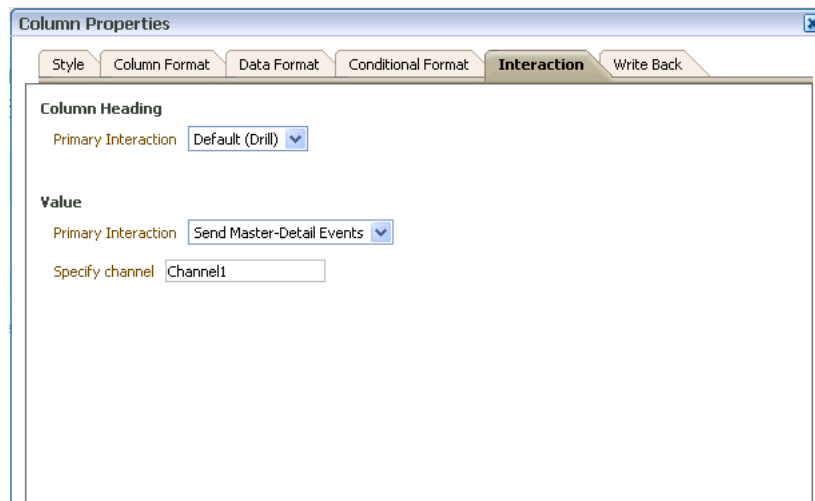 Column Properties
Style Column Format Data Format Conditional Format Interaction Write Back
Column Heading
Primary Interaction Default (Drill)
Value
Primary Interaction Send Master-Detail Events
Specify channel Channel1